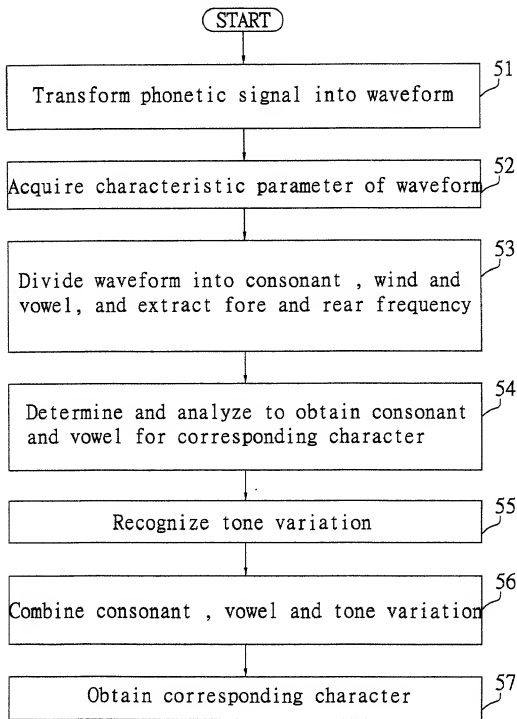 START
51
Transform phonetic signal into waveform
52
Acquire characteristic parameter of waveform
53
Divide waveform into consonant , wind and
vowel, and extract fore and rear frequency
54
Determine and analyze to obtain consonant
and vowel for corresponding character
55
Recognize tone variation
56
Combine consonant , vowel and tone variation
57
Obtain corresponding character